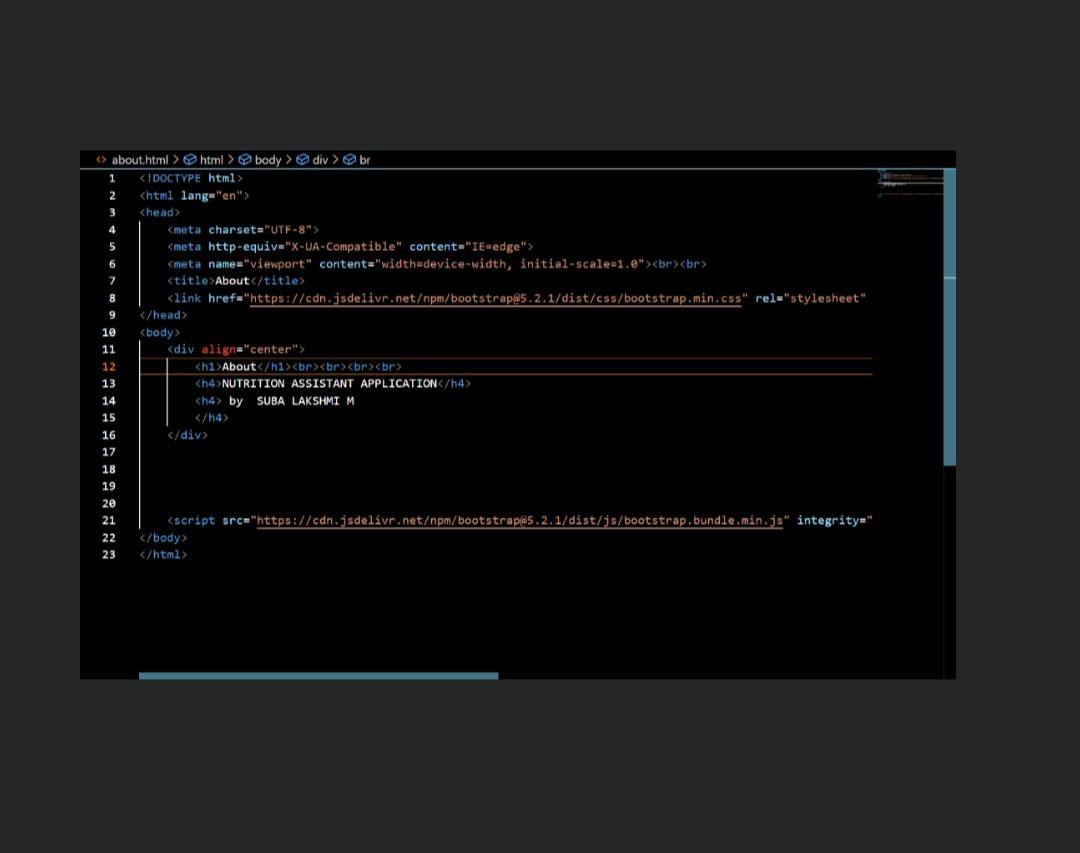 about.html > html > body > div > br
1 <!DOCTYPE html>
2 <html lang="en">
3 <head>
4 <meta charset="UTF-8">
5 <meta http-equiv="X-UA-Compatible" content="IE=edge">
6 <meta name="viewport" content="width=device-width, initial-scale=1.0"><br><br>
7 <title>About</title>
8 <link href="https://cdn.jsdelivr.net/npm/bootstrap@5.2.1/dist/css/bootstrap.min.css" rel="stylesheet"
9 </head>
10 <body>
11 <div align="center">
12 <h1>About</h1><br><br><br><br>
13 <h4>NUTRITION ASSISTANT APPLICATION</h4>
14 <h4> by  SUBA LAKSHMI M
15 </h4>
16 </div>
17
18
19
20
21 <script src="https://cdn.jsdelivr.net/npm/bootstrap@5.2.1/dist/js/bootstrap.bundle.min.js" integrity="
22 </body>
23 </html>